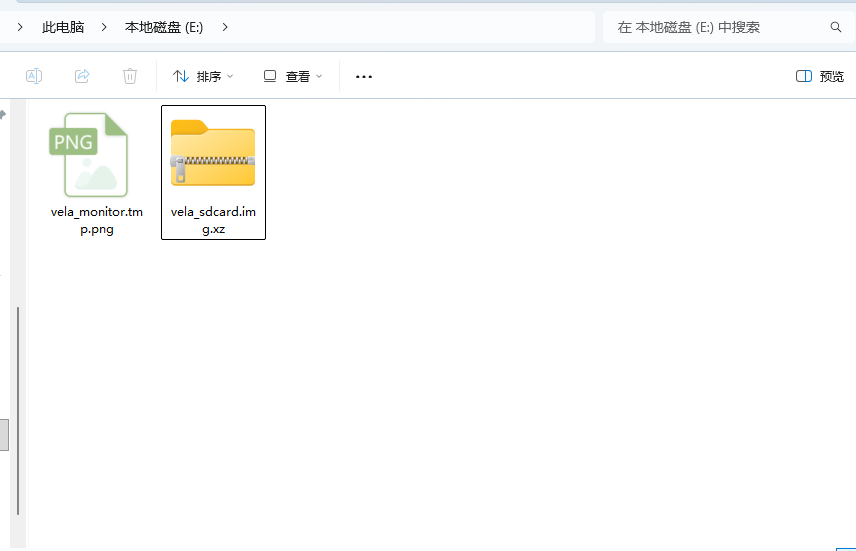 此电脑 本地磁盘 (E:) 在 本地磁盘 (E:) 中搜索
排序 查看 预览
PNG
vela_monitor.tm
p.png
vela_sdcard.im
g.xz